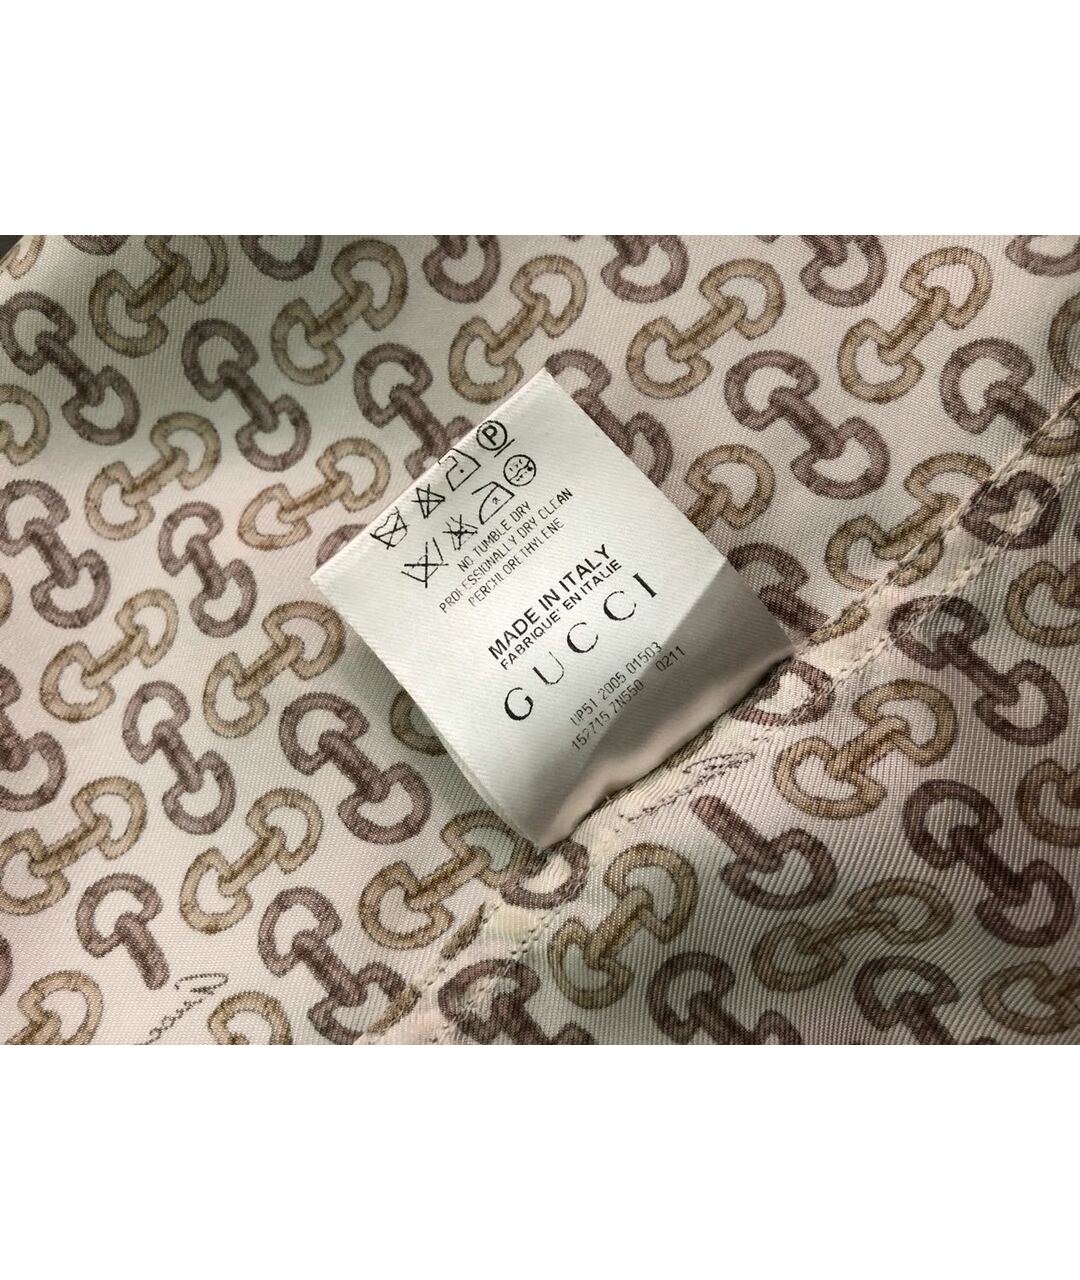 P
NO TUMBLE DRY
PROFESSIONALLY DRY CLEAN
PERCHLORETHYLENE
MADE IN ITALY
FABRIQUE' EN ITALIE
GUCCI
UP51 2005 01503
152715 ZN550 0211